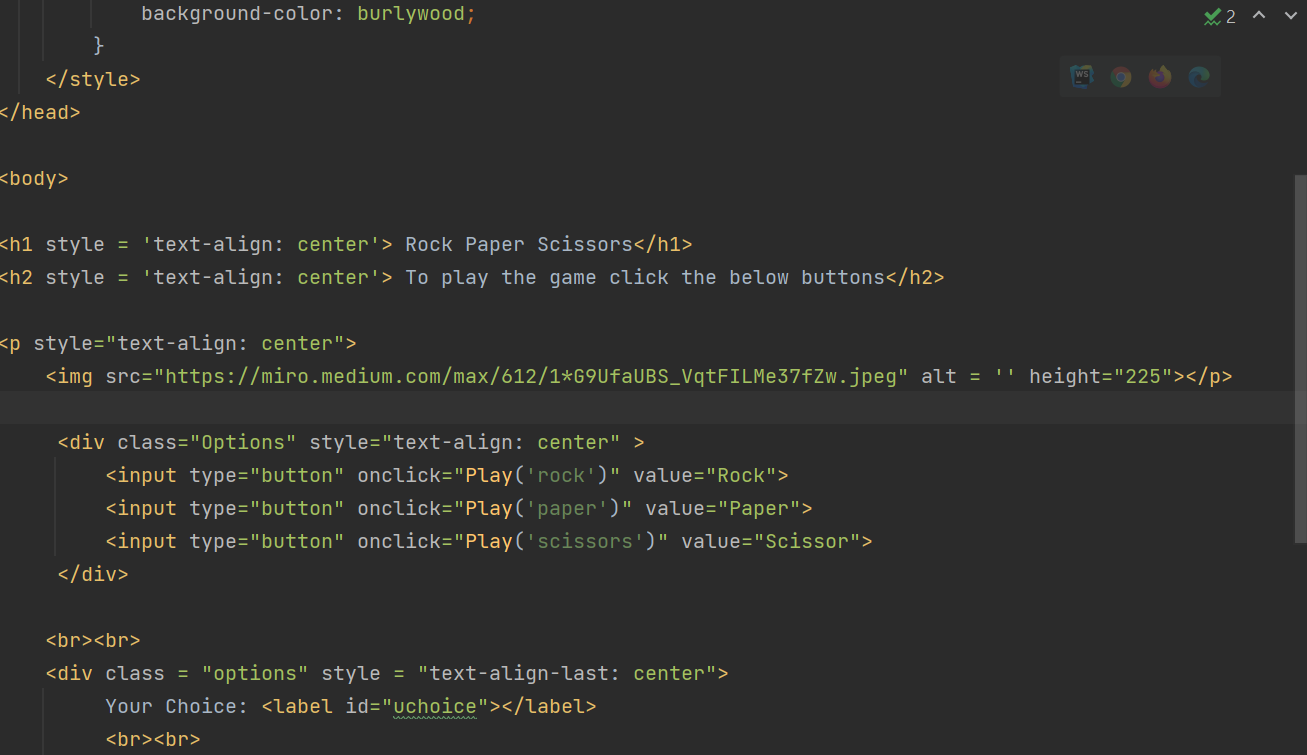 background-color: burlywood;
2
}
</style>
WS
</head>
<body>
<h1 style = 'text-align: center'> Rock Paper Scissors</h1>
<h2 style = 'text-align: center'> To play the game click the below buttons</h2>
<p style="text-align: center">
<img src="https://miro.medium.com/max/612/1*G9UfaUBS_VqtFILMe37fZw.jpeg" alt = '' height="225"></p>
<div class="Options" style="text-align: center" >
<input type="button" onclick="Play('rock')" value="Rock">
<input type="button" onclick="Play('paper')" value="Paper">
<input type="button" onclick="Play('scissors')" value="Scissor">
</div>
<br><br>
<div class = "options" style = "text-align-last: center">
Your Choice: <label id="uchoice"></label>
<br><br>